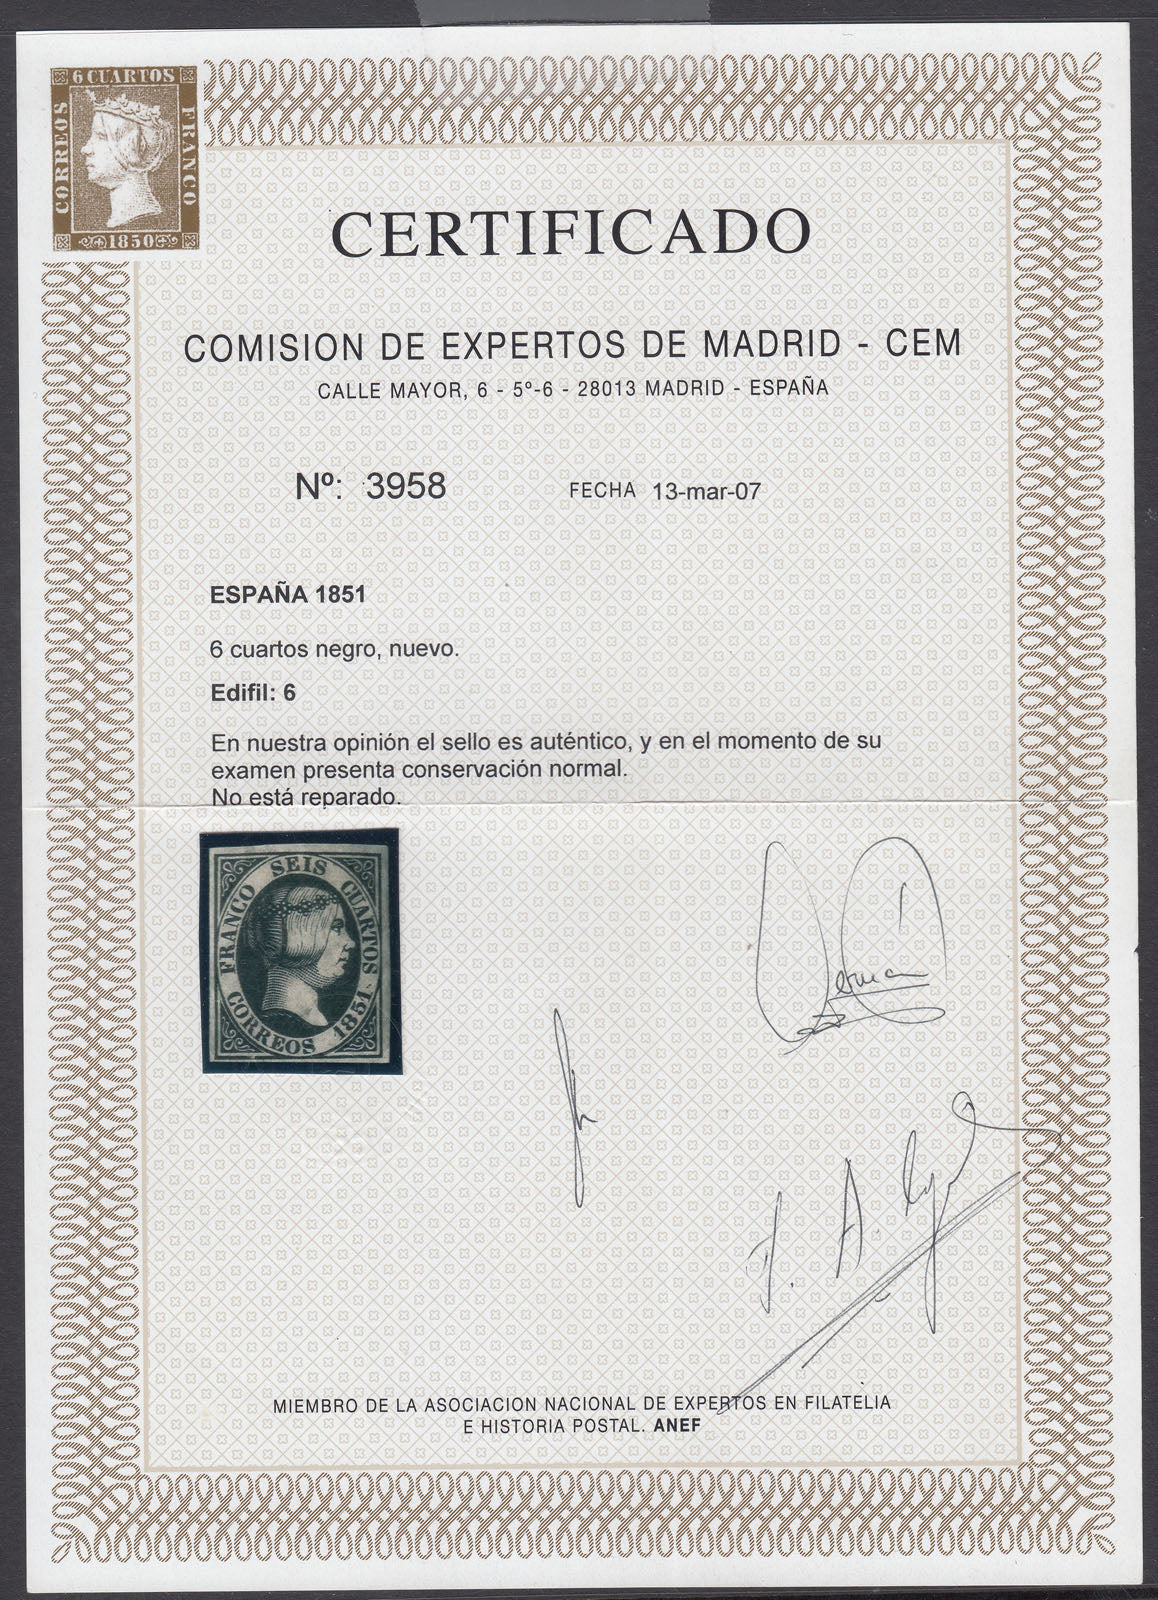 6 CUARTOS
CORREOS
FRANCO
1850
CERTIFICADO
COMISION DE EXPERTOS DE MADRID - CEM
CALLE MAYOR, 6 - 5º-6 - 28013 MADRID - ESPAÑA
Nº: 3958 FECHA 13-mar-07
ESPAÑA 1851
6 cuartos negro, nuevo.
Edifil: 6
En nuestra opinión el sello es auténtico, y en el momento de su
examen presenta conservación normal.
No está reparado.
FRANCO SEIS CUARTOS
CORREOS 1851
MIEMBRO DE LA ASOCIACION NACIONAL DE EXPERTOS EN FILATELIA
E HISTORIA POSTAL. ANEF